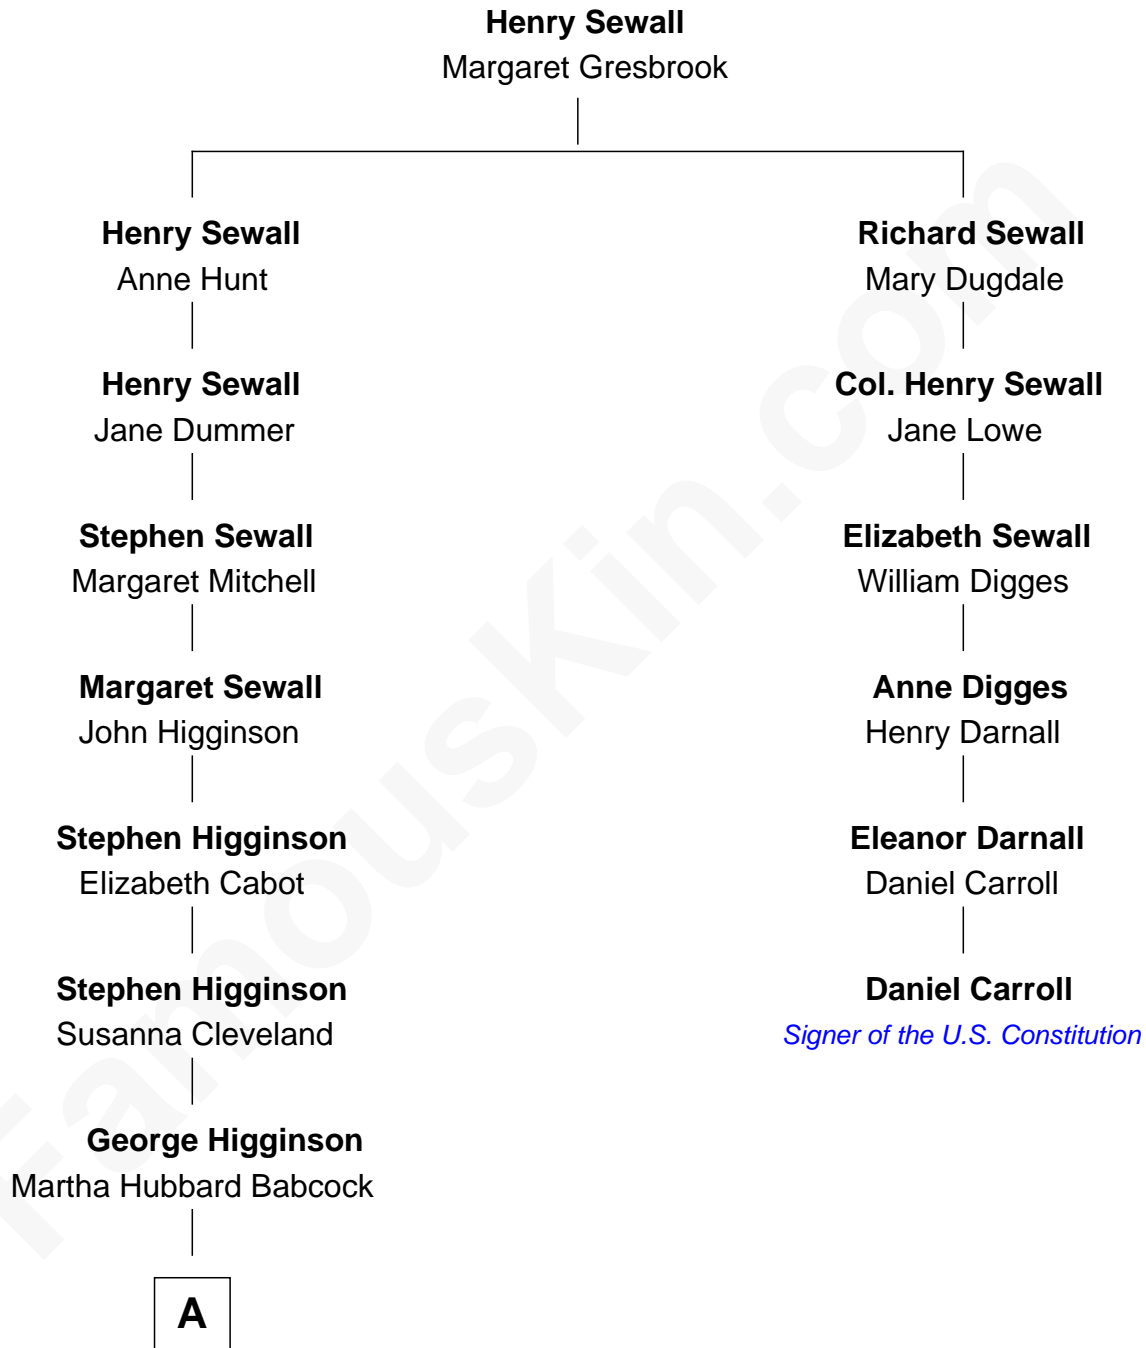 Henry Sewall
Margaret Gresbrook
Henry Sewall
Anne Hunt
Henry Sewall
Jane Dummer
Stephen Sewall
Margaret Mitchell
Margaret Sewall
John Higginson
Stephen Higginson
Elizabeth Cabot
Stephen Higginson
Susanna Cleveland
George Higginson
Martha Hubbard Babcock
A
Richard Sewall
Mary Dugdale
Col. Henry Sewall
Jane Lowe
Elizabeth Sewall
William Digges
Anne Digges
Henry Darnall
Eleanor Darnall
Daniel Carroll
Daniel Carroll
Signer of the U.S. Constitution
FamousKin.com